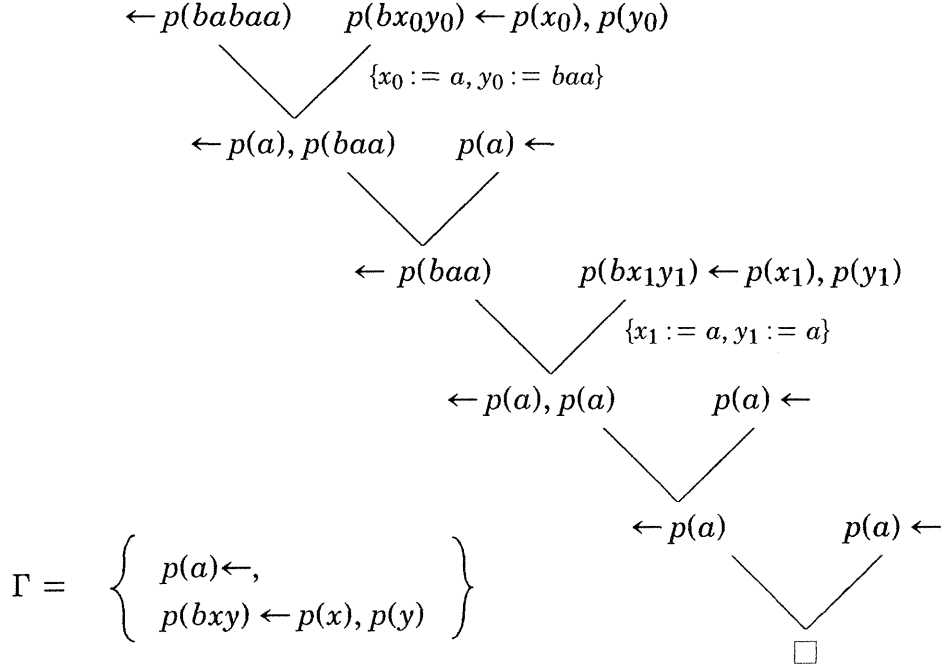 ← p(babaa) p(bx₀y₀) ← p(x₀), p(y₀)
{x₀ := a, y₀ := baa}
← p(a), p(baa) p(a) ←
← p(baa) p(bx₁y₁) ← p(x₁), p(y₁)
{x₁ := a, y₁ := a}
← p(a), p(a) p(a) ←
← p(a) p(a) ←
Γ = { p(a)←,
p(bxy) ← p(x), p(y) }
□